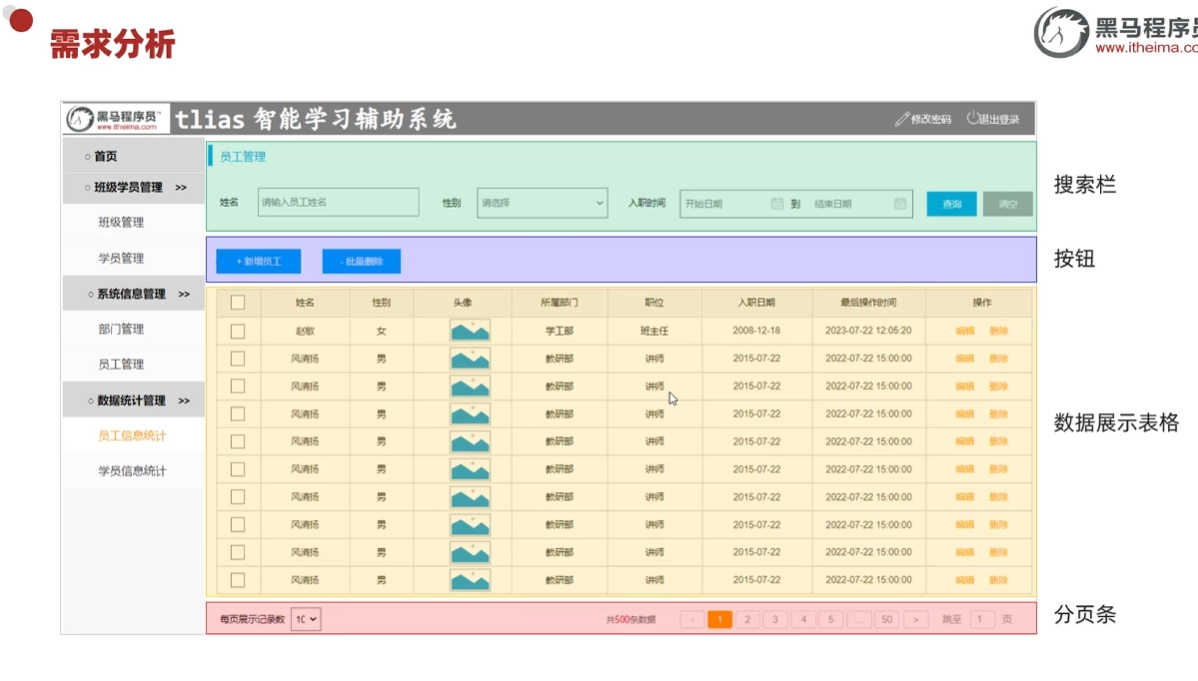 需求分析
黑马程序员
www.itheima.co
黑马程序员
www.itheima.com
tlias 智能学习辅助系统
修改密码 退出登录
首页
班级学员管理 >>
班级管理
学员管理
系统信息管理 >>
部门管理
员工管理
数据统计管理 >>
员工信息统计
学员信息统计
员工管理
姓名 请输入员工姓名 性别 请选择 入职时间 开始日期 到 结束日期 查询 清空
搜索栏
+ 新增员工 - 批量删除
按钮
姓名 性别 头像 所属部门 职位 入职日期 最后操作时间 操作
赵敏 女 学工部 班主任 2008-12-18 2023-07-22 12:05:20 编辑 删除
风清扬 男 教研部 讲师 2015-07-22 2022-07-22 15:00:00 编辑 删除
风清扬 男 教研部 讲师 2015-07-22 2022-07-22 15:00:00 编辑 删除
风清扬 男 教研部 讲师 2015-07-22 2022-07-22 15:00:00 编辑 删除
风清扬 男 教研部 讲师 2015-07-22 2022-07-22 15:00:00 编辑 删除
风清扬 男 教研部 讲师 2015-07-22 2022-07-22 15:00:00 编辑 删除
风清扬 男 教研部 讲师 2015-07-22 2022-07-22 15:00:00 编辑 删除
风清扬 男 教研部 讲师 2015-07-22 2022-07-22 15:00:00 编辑 删除
风清扬 男 教研部 讲师 2015-07-22 2022-07-22 15:00:00 编辑 删除
风清扬 男 教研部 讲师 2015-07-22 2022-07-22 15:00:00 编辑 删除
数据展示表格
每页展示记录数 10 共500条数据 < 1 2 3 4 5 ... 50 > 跳至 1 页
分页条